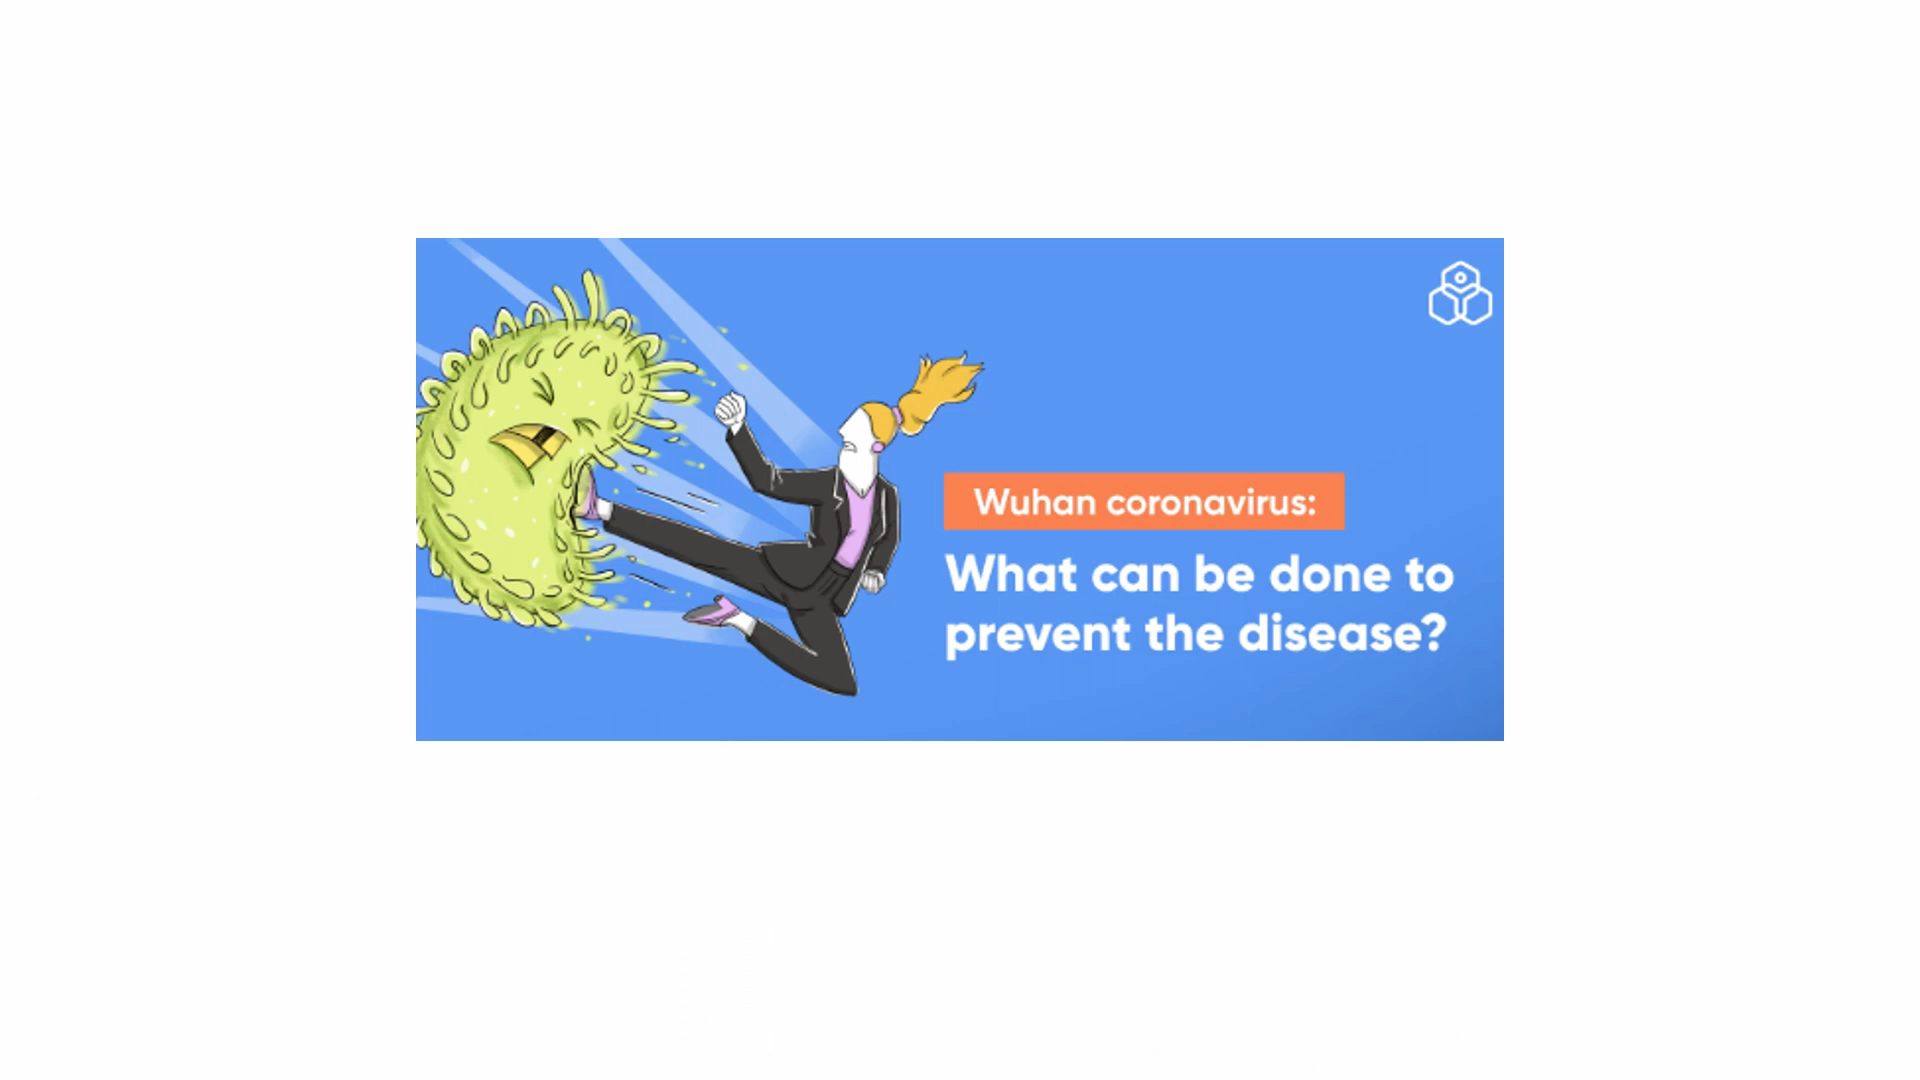 Wuhan coronavirus:
What can be done to
prevent the disease?